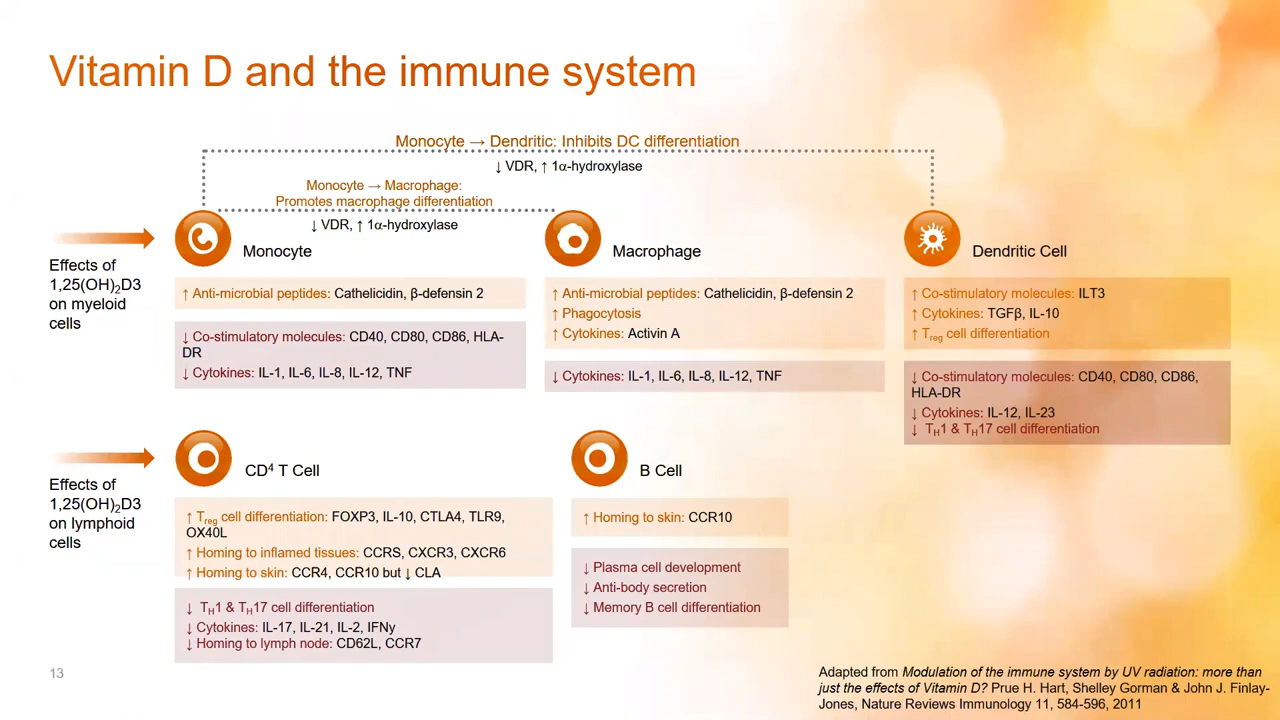 Vitamin D and the immune system
Monocyte → Dendritic: Inhibits DC differentiation
↓ VDR, ↑ 1α-hydroxylase
Monocyte → Macrophage:
Promotes macrophage differentiation
↓ VDR, ↑ 1α-hydroxylase
Effects of
1,25(OH)₂D3
on myeloid
cells
Monocyte
↑ Anti-microbial peptides: Cathelicidin, β-defensin 2
↓ Co-stimulatory molecules: CD40, CD80, CD86, HLA-
DR
↓ Cytokines: IL-1, IL-6, IL-8, IL-12, TNF
Macrophage
↑ Anti-microbial peptides: Cathelicidin, β-defensin 2
↑ Phagocytosis
↑ Cytokines: Activin A
↓ Cytokines: IL-1, IL-6, IL-8, IL-12, TNF
Dendritic Cell
↑ Co-stimulatory molecules: ILT3
↑ Cytokines: TGFβ, IL-10
↑ Treg cell differentiation
↓ Co-stimulatory molecules: CD40, CD80, CD86,
HLA-DR
↓ Cytokines: IL-12, IL-23
↓ TH1 & TH17 cell differentiation
Effects of
1,25(OH)₂D3
on lymphoid
cells
CD⁴ T Cell
↑ Treg cell differentiation: FOXP3, IL-10, CTLA4, TLR9,
OX40L
↑ Homing to inflamed tissues: CCRS, CXCR3, CXCR6
↑ Homing to skin: CCR4, CCR10 but ↓ CLA
↓ TH1 & TH17 cell differentiation
↓ Cytokines: IL-17, IL-21, IL-2, IFNγ
↓ Homing to lymph node: CD62L, CCR7
B Cell
↑ Homing to skin: CCR10
↓ Plasma cell development
↓ Anti-body secretion
↓ Memory B cell differentiation
13
Adapted from Modulation of the immune system by UV radiation: more than
just the effects of Vitamin D? Prue H. Hart, Shelley Gorman & John J. Finlay-
Jones, Nature Reviews Immunology 11, 584-596, 2011